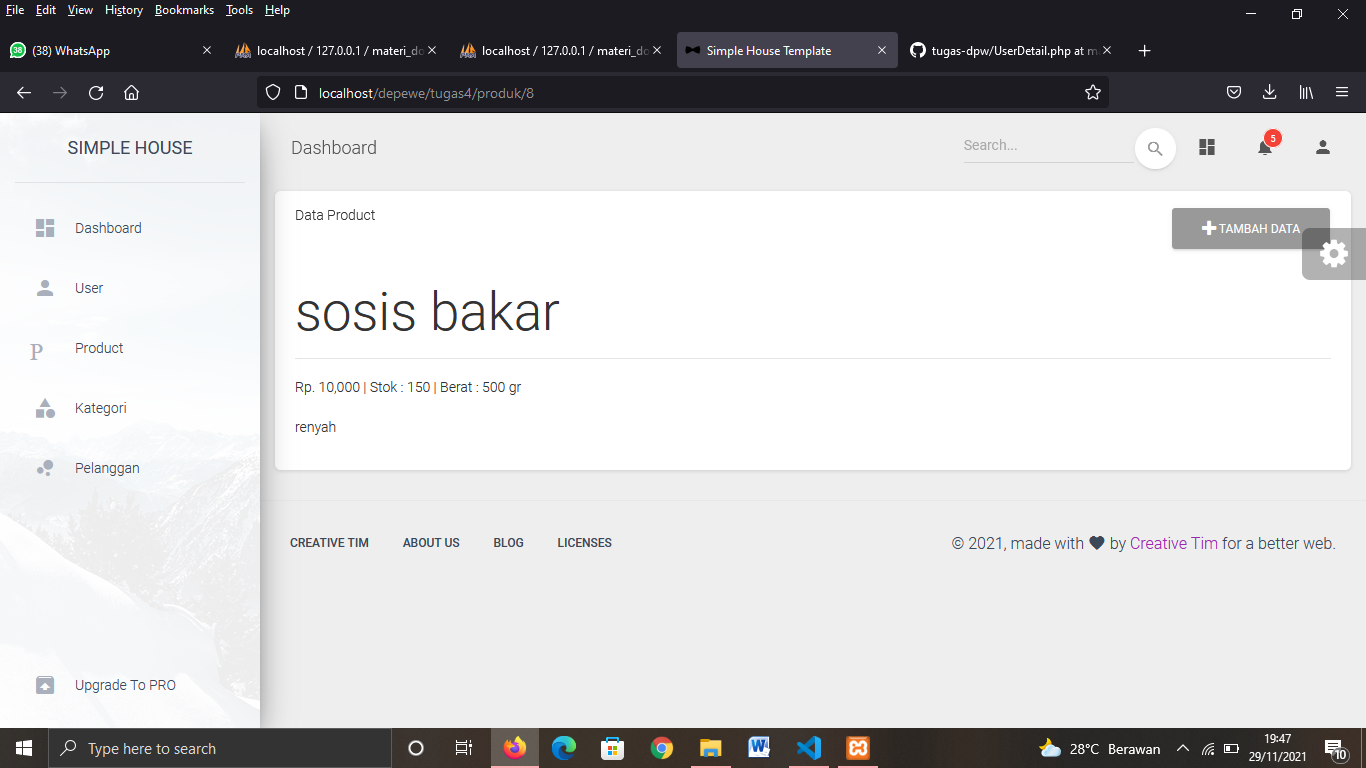 File Edit View History Bookmarks Tools Help
38 (38) WhatsApp
localhost / 127.0.0.1 / materi_do
localhost / 127.0.0.1 / materi_do
Simple House Template
tugas-dpw/UserDetail.php at m
localhost/depewe/tugas4/produk/8
SIMPLE HOUSE
Dashboard
Search...
5
Dashboard
User
P Product
Kategori
Pelanggan
Upgrade To PRO
Data Product
TAMBAH DATA
sosis bakar
Rp. 10,000 | Stok : 150 | Berat : 500 gr
renyah
CREATIVE TIM ABOUT US BLOG LICENSES
© 2021, made with ♥ by Creative Tim for a better web.
Type here to search
28°C Berawan
19:47
29/11/2021
10